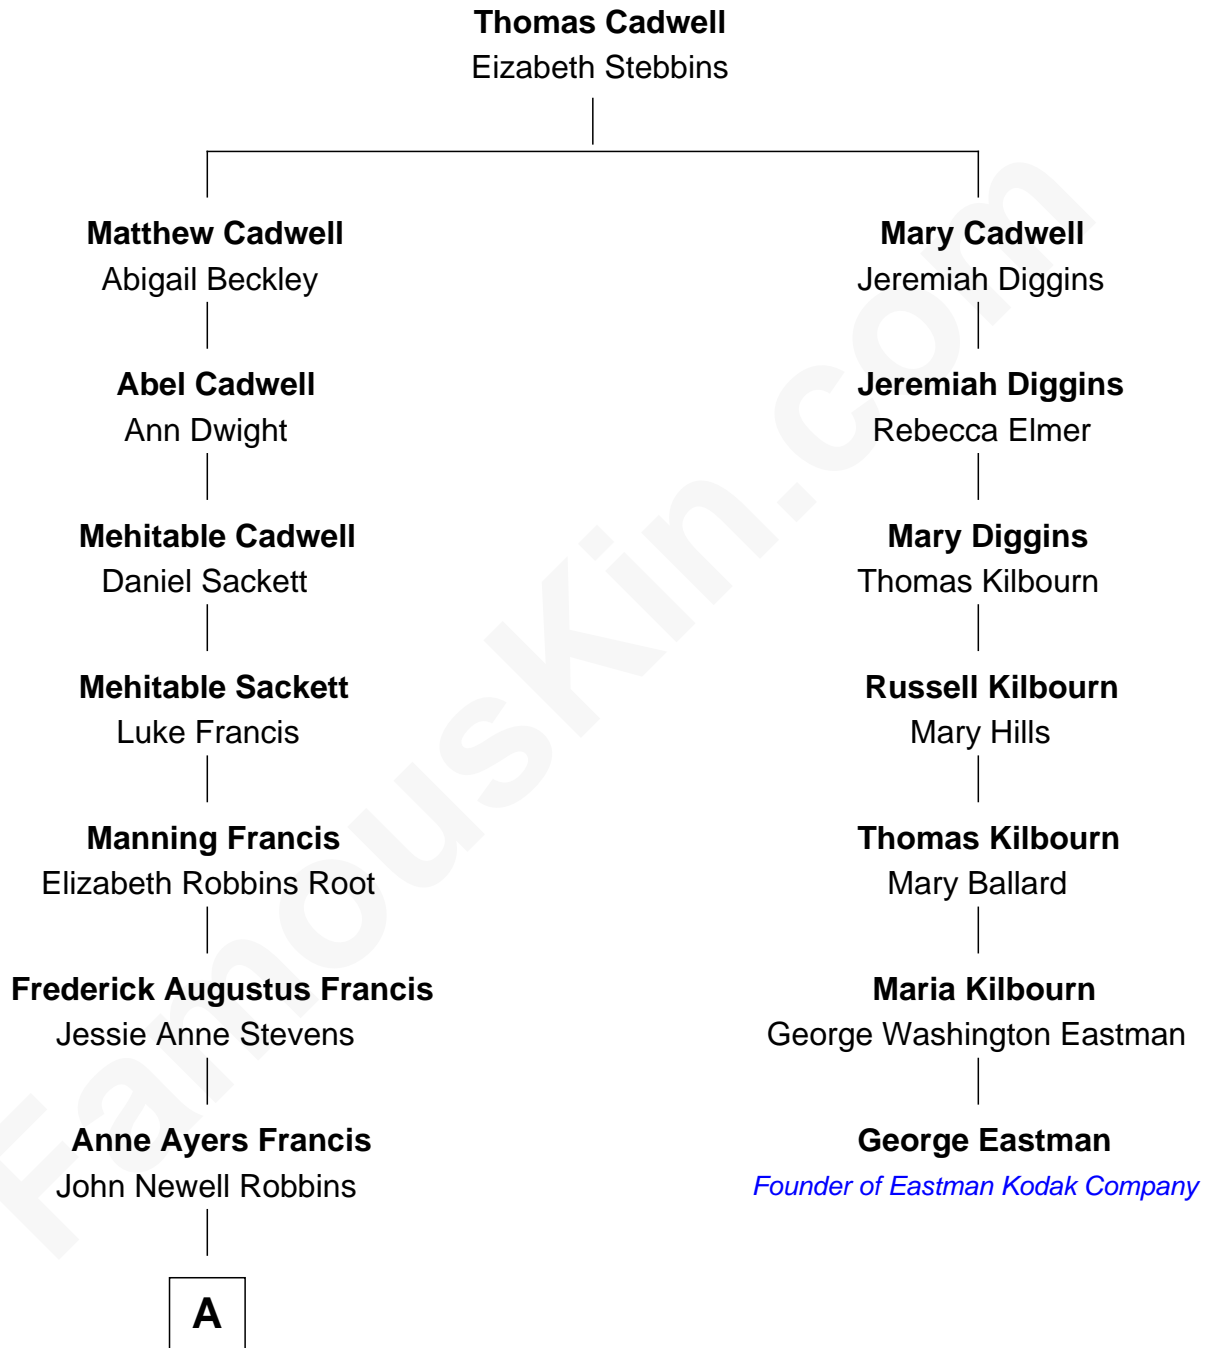 Thomas Cadwell
Eizabeth Stebbins
Matthew Cadwell
Abigail Beckley
Mary Cadwell
Jeremiah Diggins
Abel Cadwell
Ann Dwight
Jeremiah Diggins
Rebecca Elmer
Mehitable Cadwell
Daniel Sackett
Mary Diggins
Thomas Kilbourn
Mehitable Sackett
Luke Francis
Russell Kilbourn
Mary Hills
Manning Francis
Elizabeth Robbins Root
Thomas Kilbourn
Mary Ballard
Frederick Augustus Francis
Jessie Anne Stevens
Maria Kilbourn
George Washington Eastman
Anne Ayers Francis
John Newell Robbins
George Eastman
Founder of Eastman Kodak Company
A
FamousKin.com